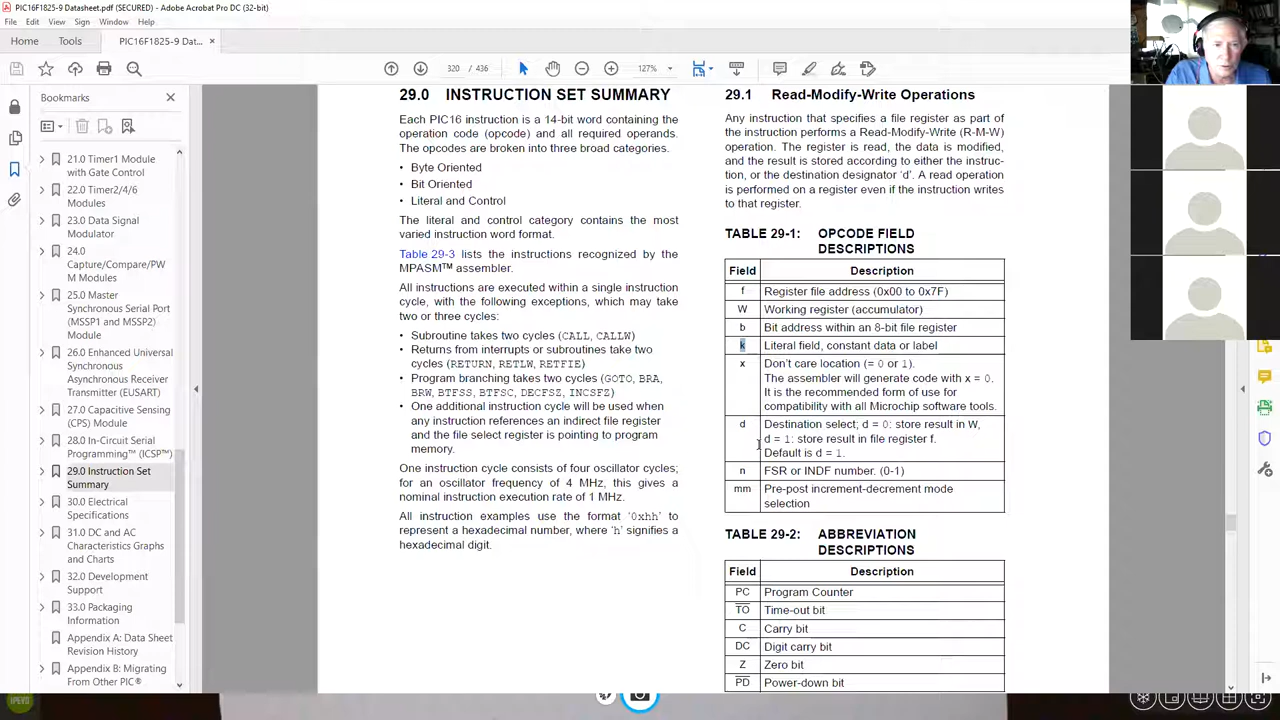 PIC16F1825-9 Datasheet.pdf (SECURED) - Adobe Acrobat Pro DC (32-bit)
File Edit View Sign Window Help
Home Tools PIC16F1825-9 Dat... ×
320 / 436 127%
Bookmarks
21.0 Timer1 Module
with Gate Control
22.0 Timer2/4/6
Modules
23.0 Data Signal
Modulator
24.0
Capture/Compare/PW
M Modules
25.0 Master
Synchronous Serial Port
(MSSP1 and MSSP2)
Module
26.0 Enhanced Universal
Synchronous
Asynchronous Receiver
Transmitter (EUSART)
27.0 Capacitive Sensing
(CPS) Module
28.0 In-Circuit Serial
Programming™ (ICSP™)
29.0 Instruction Set
Summary
30.0 Electrical
Specifications
31.0 DC and AC
Characteristics Graphs
and Charts
32.0 Development
Support
33.0 Packaging
Information
Appendix A: Data Sheet
Revision History
Appendix B: Migrating
From Other PIC®
29.0 INSTRUCTION SET SUMMARY
Each PIC16 instruction is a 14-bit word containing the
operation code (opcode) and all required operands.
The opcodes are broken into three broad categories.
• Byte Oriented
• Bit Oriented
• Literal and Control
The literal and control category contains the most
varied instruction word format.
Table 29-3 lists the instructions recognized by the
MPASM™ assembler.
All instructions are executed within a single instruction
cycle, with the following exceptions, which may take
two or three cycles:
• Subroutine takes two cycles (CALL, CALLW)
• Returns from interrupts or subroutines take two
cycles (RETURN, RETLW, RETFIE)
• Program branching takes two cycles (GOTO, BRA,
BRW, BTFSS, BTFSC, DECFSZ, INCSFZ)
• One additional instruction cycle will be used when
any instruction references an indirect file register
and the file select register is pointing to program
memory.
One instruction cycle consists of four oscillator cycles;
for an oscillator frequency of 4 MHz, this gives a
nominal instruction execution rate of 1 MHz.
All instruction examples use the format '0xhh' to
represent a hexadecimal number, where 'h' signifies a
hexadecimal digit.
29.1 Read-Modify-Write Operations
Any instruction that specifies a file register as part of
the instruction performs a Read-Modify-Write (R-M-W)
operation. The register is read, the data is modified,
and the result is stored according to either the instruc-
tion, or the destination designator 'd'. A read operation
is performed on a register even if the instruction writes
to that register.
TABLE 29-1: OPCODE FIELD
DESCRIPTIONS
Field Description
f Register file address (0x00 to 0x7F)
W Working register (accumulator)
b Bit address within an 8-bit file register
k Literal field, constant data or label
x Don't care location (= 0 or 1).
The assembler will generate code with x = 0.
It is the recommended form of use for
compatibility with all Microchip software tools.
d Destination select; d = 0: store result in W,
d = 1: store result in file register f.
Default is d = 1.
n FSR or INDF number. (0-1)
mm Pre-post increment-decrement mode
selection
TABLE 29-2: ABBREVIATION
DESCRIPTIONS
Field Description
PC Program Counter
TO Time-out bit
C Carry bit
DC Digit carry bit
Z Zero bit
PD Power-down bit